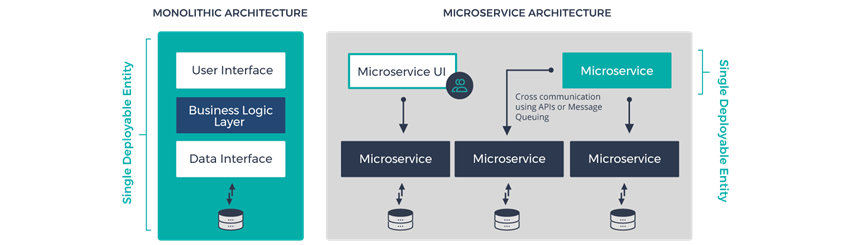 MONOLITHIC ARCHITECTURE
MICROSERVICE ARCHITECTURE
Single Deployable Entity
User Interface
Business Logic
Layer
Data Interface
Microservice UI
Microservice
Cross communication
using APIs or Message
Queuing
Microservice
Microservice
Microservice
Single Deployable Entity